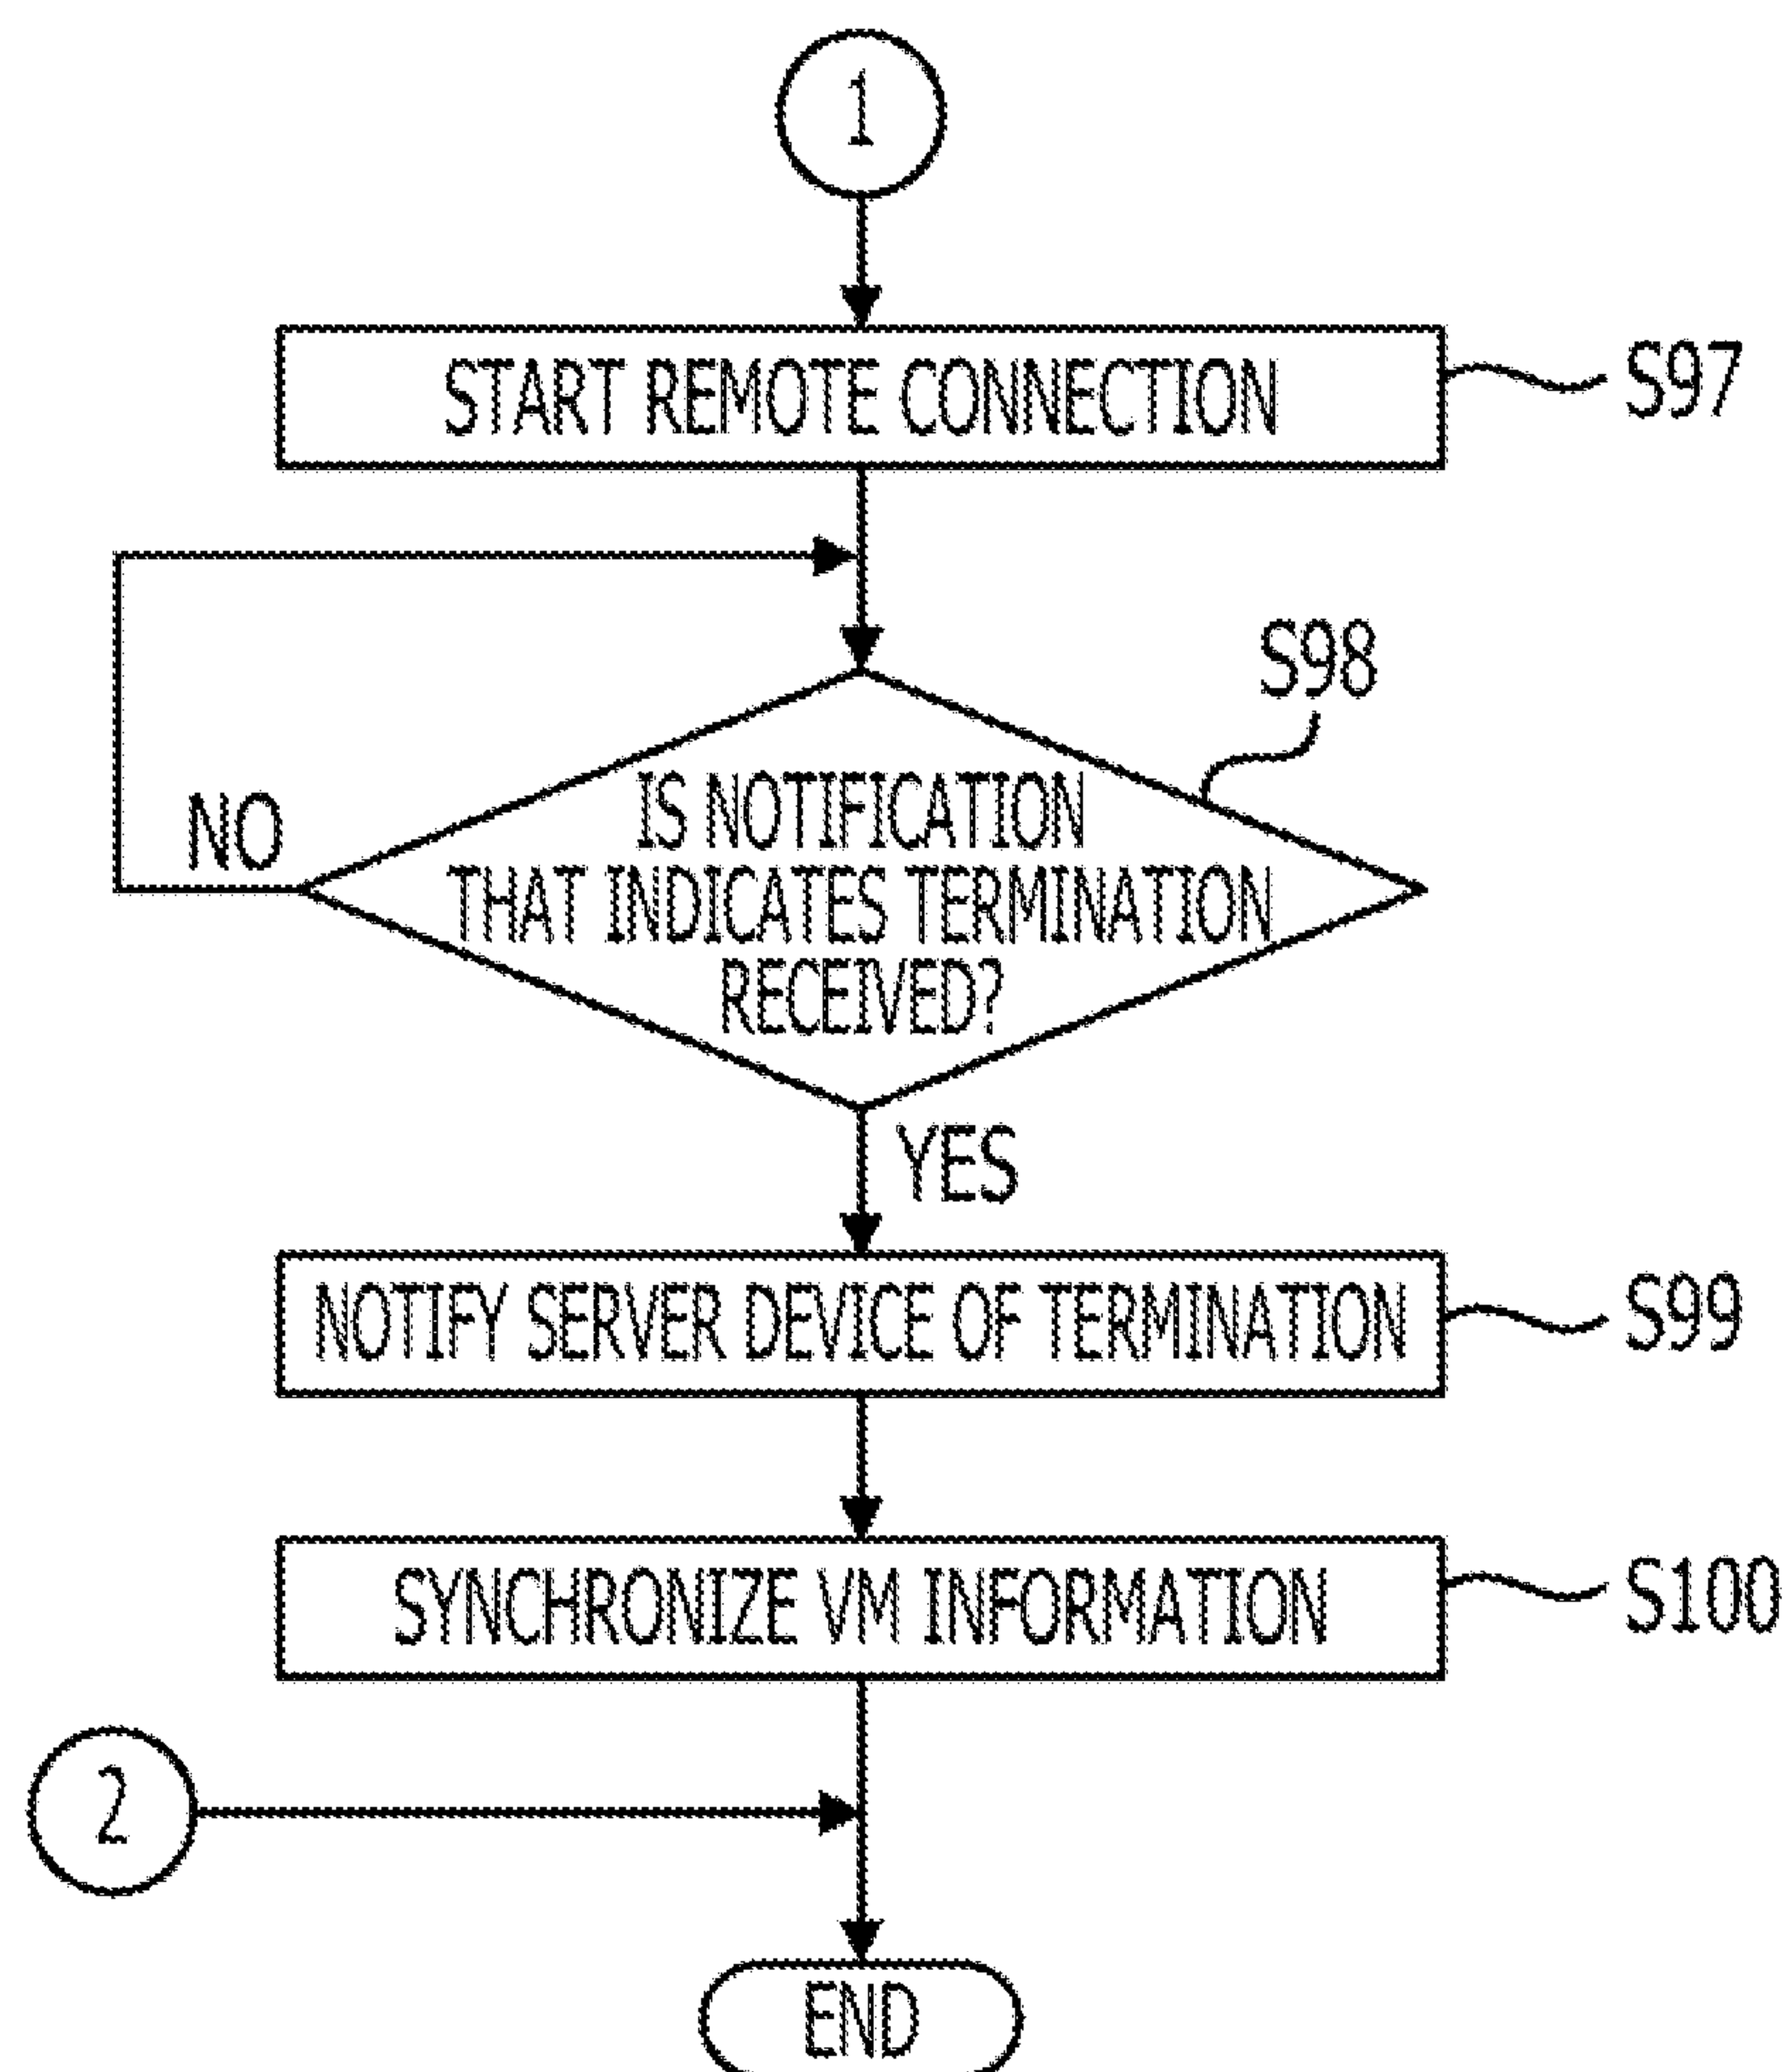 1
START REMOTE CONNECTION
S97
S98
NO
IS NOTIFICATION
THAT INDICATES TERMINATION
RECEIVED?
YES
NOTIFY SERVER DEVICE OF TERMINATION
S99
SYNCHRONIZE VM INFORMATION
S100
2
END